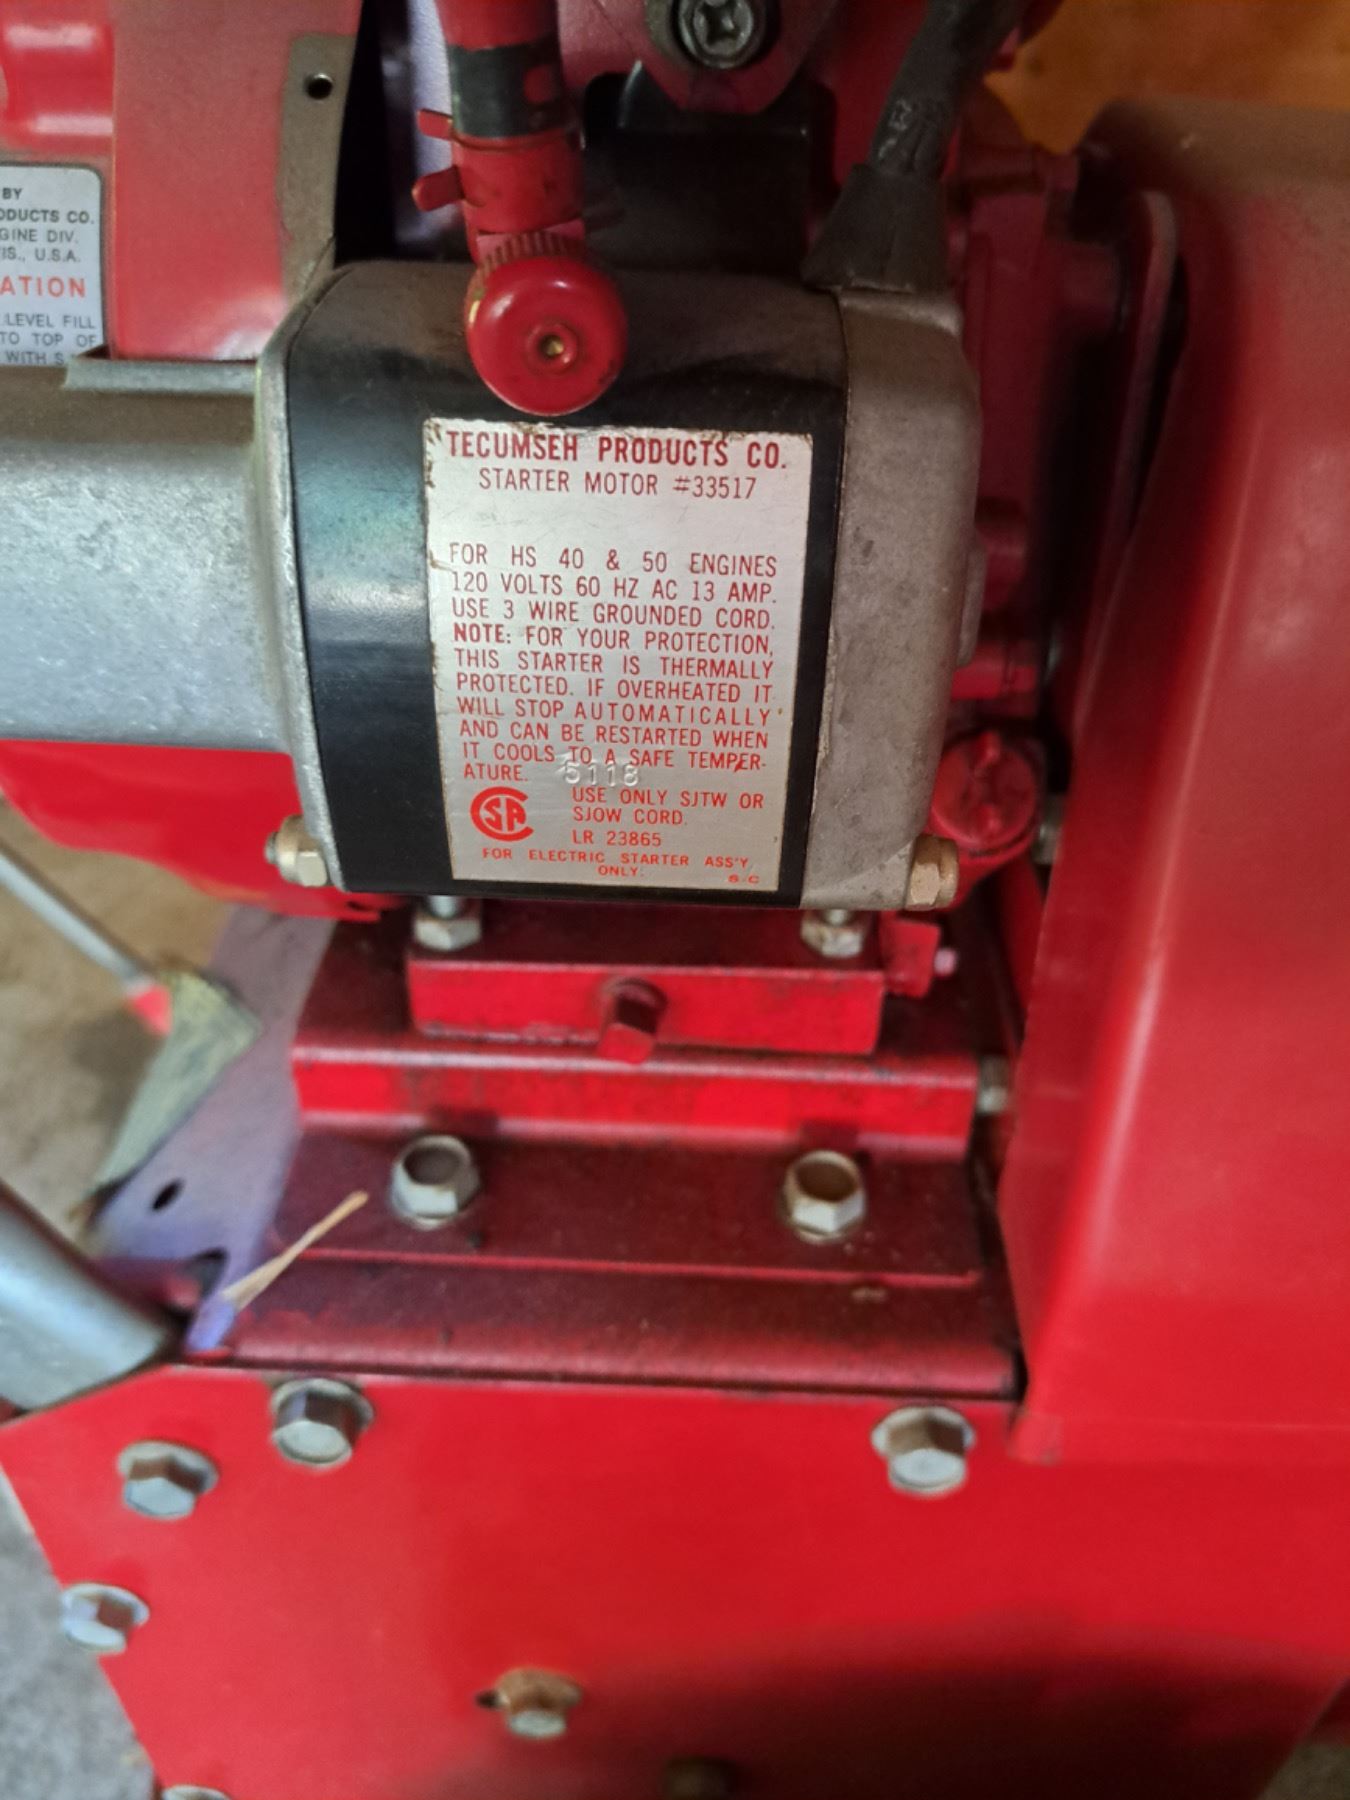 BY
ODUCTS CO.
GINE DIV.
IS., U.S.A.
ATION
LEVEL FILL
TO TOP OF
WITH S
TECUMSEH PRODUCTS CO.
STARTER MOTOR #33517
FOR HS 40 & 50 ENGINES
120 VOLTS 60 HZ AC 13 AMP.
USE 3 WIRE GROUNDED CORD.
NOTE: FOR YOUR PROTECTION,
THIS STARTER IS THERMALLY
PROTECTED. IF OVERHEATED IT
WILL STOP AUTOMATICALLY
AND CAN BE RESTARTED WHEN
IT COOLS TO A SAFE TEMPER-
ATURE. 5118
USE ONLY SJTW OR
SJOW CORD.
LR 23865
FOR ELECTRIC STARTER ASS'Y.
ONLY. S-C